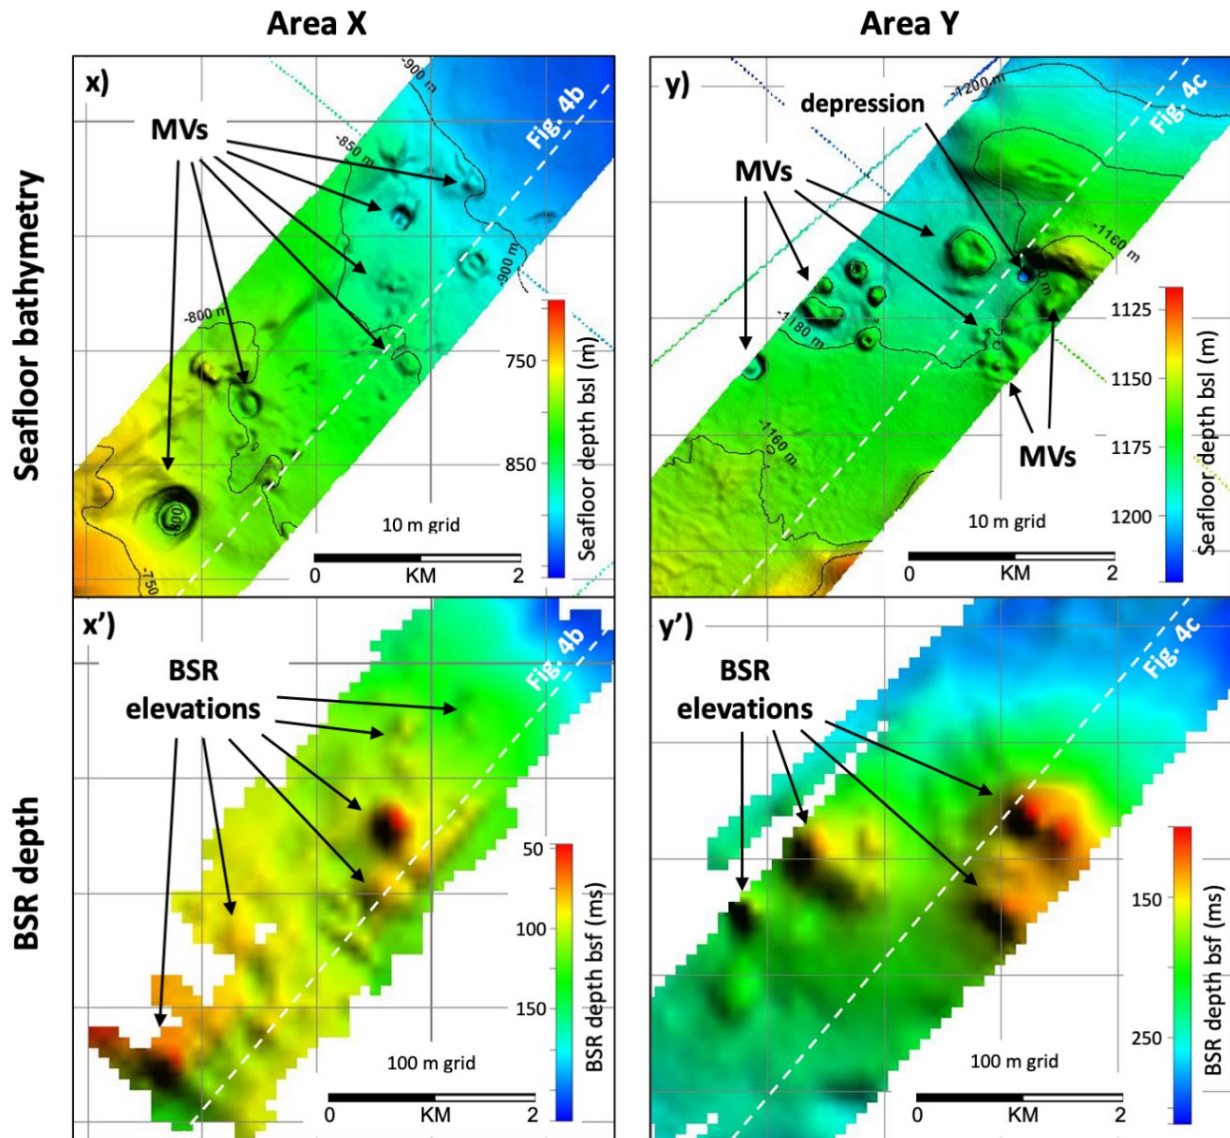 Area X
Area Y
Seafloor bathymetry
x)
MVs
-900 m
-850 m
Fig. 4b
-900 m
-800 m
800
-750
750
850
Seafloor depth bsl (m)
10 m grid
0
KM
2
y)
depression
-1200 m
Fig. 4c
MVs
-1160 m
-1180 m
-1160 m
MVs
1125
1150
1175
1200
Seafloor depth bsl (m)
10 m grid
0
KM
2
BSR depth
x')
BSR
elevations
Fig. 4b
50
100
150
BSR depth bsf (ms)
100 m grid
0
KM
2
y')
BSR
elevations
Fig. 4c
150
250
BSR depth bsf (ms)
100 m grid
0
KM
2